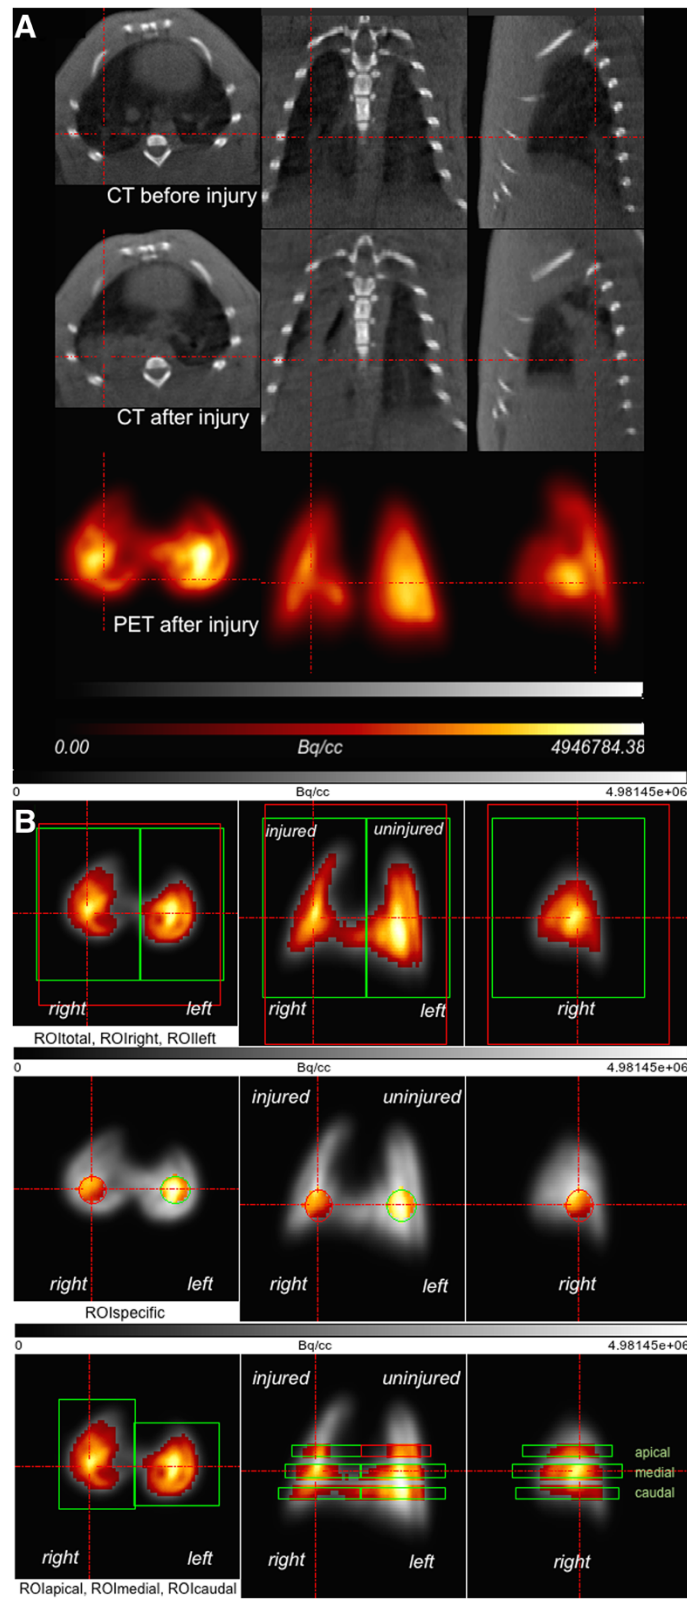 A
CT before injury
CT after injury
PET after injury
0.00 Bq/cc 4946784.38
0 Bq/cc 4.98145e+06
B
injured uninjured
right left right left right
ROItotal, ROIright, ROIleft
0 Bq/cc 4.98145e+06
injured uninjured
right left right left right
ROIspecific
0 Bq/cc 4.98145e+06
injured uninjured
apical
medial
caudal
right left right left right
ROIapical, ROImedial, ROIcaudal